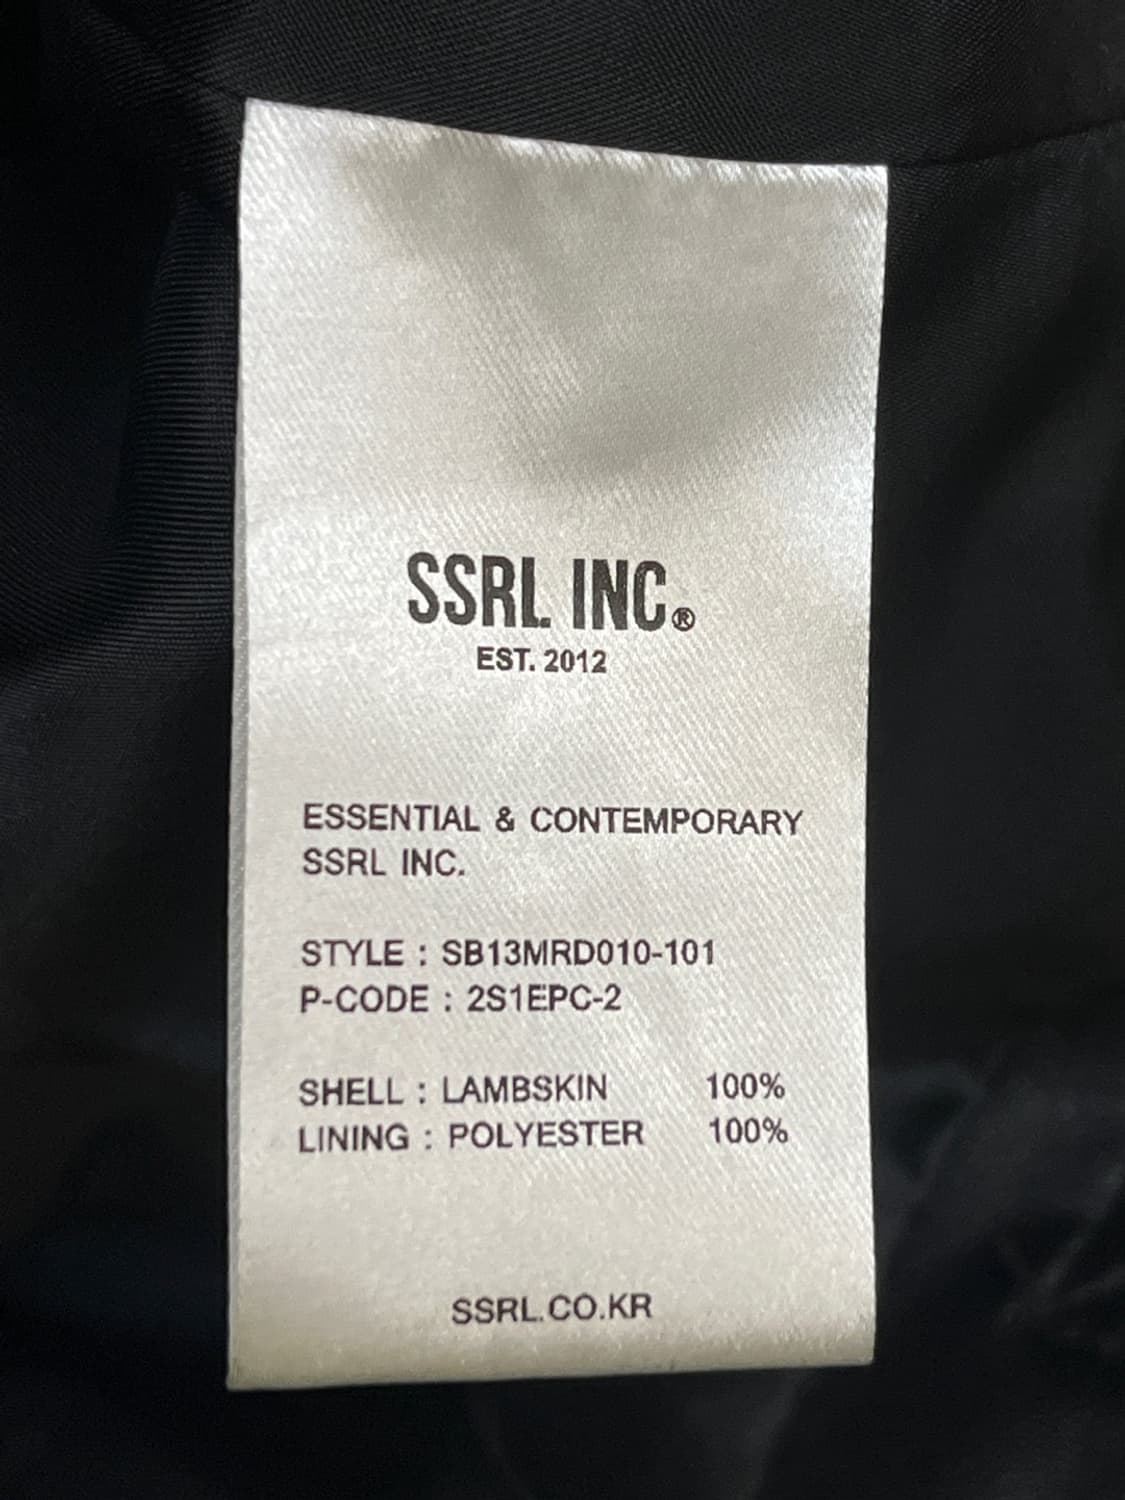 SSRL. INC.®
EST. 2012
ESSENTIAL & CONTEMPORARY
SSRL INC.
STYLE : SB13MRD010-101
P-CODE : 2S1EPC-2
SHELL : LAMBSKIN 100%
LINING : POLYESTER 100%
SSRL.CO.KR